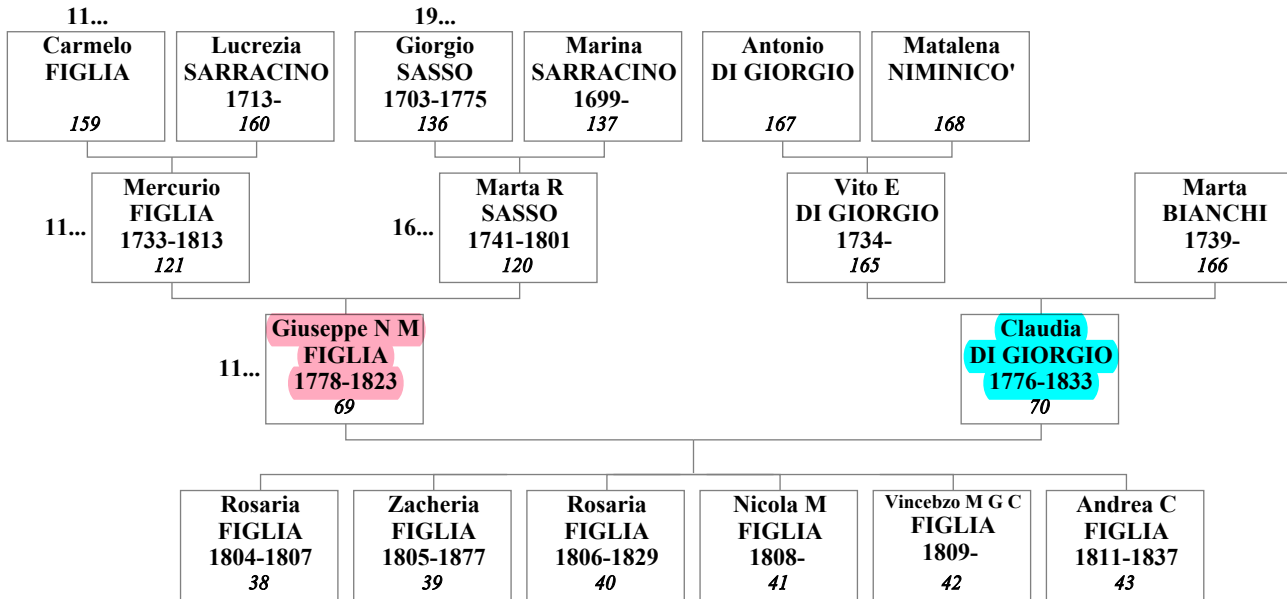 11...
19...
Carmelo
FIGLIA
159
Lucrezia
SARRACINO
1713-
160
Giorgio
SASSO
1703-1775
136
Marina
SARRACINO
1699-
137
Antonio
DI GIORGIO
167
Matalena
NIMINICO'
168
11...
Mercurio
FIGLIA
1733-1813
121
16...
Marta R
SASSO
1741-1801
120
Vito E
DI GIORGIO
1734-
165
Marta
BIANCHI
1739-
166
11...
Giuseppe N M
FIGLIA
1778-1823
69
Claudia
DI GIORGIO
1776-1833
70
Rosaria
FIGLIA
1804-1807
38
Zacheria
FIGLIA
1805-1877
39
Rosaria
FIGLIA
1806-1829
40
Nicola M
FIGLIA
1808-
41
Vincebzo M G C
FIGLIA
1809-
42
Andrea C
FIGLIA
1811-1837
43